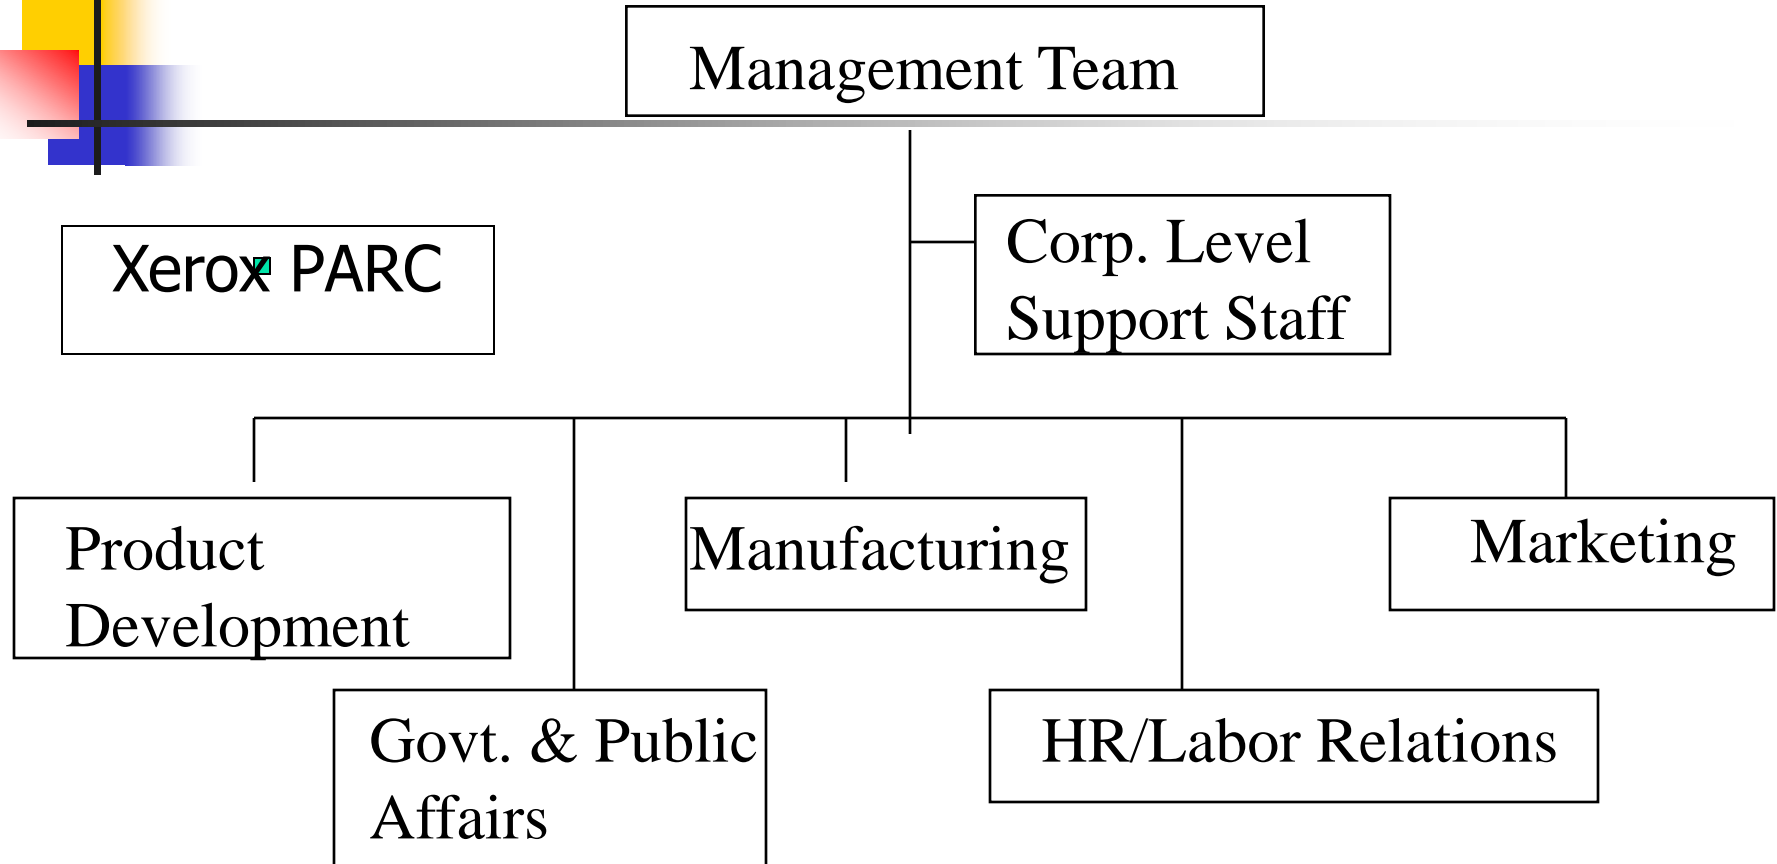 Management Team
Xerox PARC
Corp. Level
Support Staff
Product
Development
Manufacturing
Marketing
Govt. & Public
Affairs
HR/Labor Relations